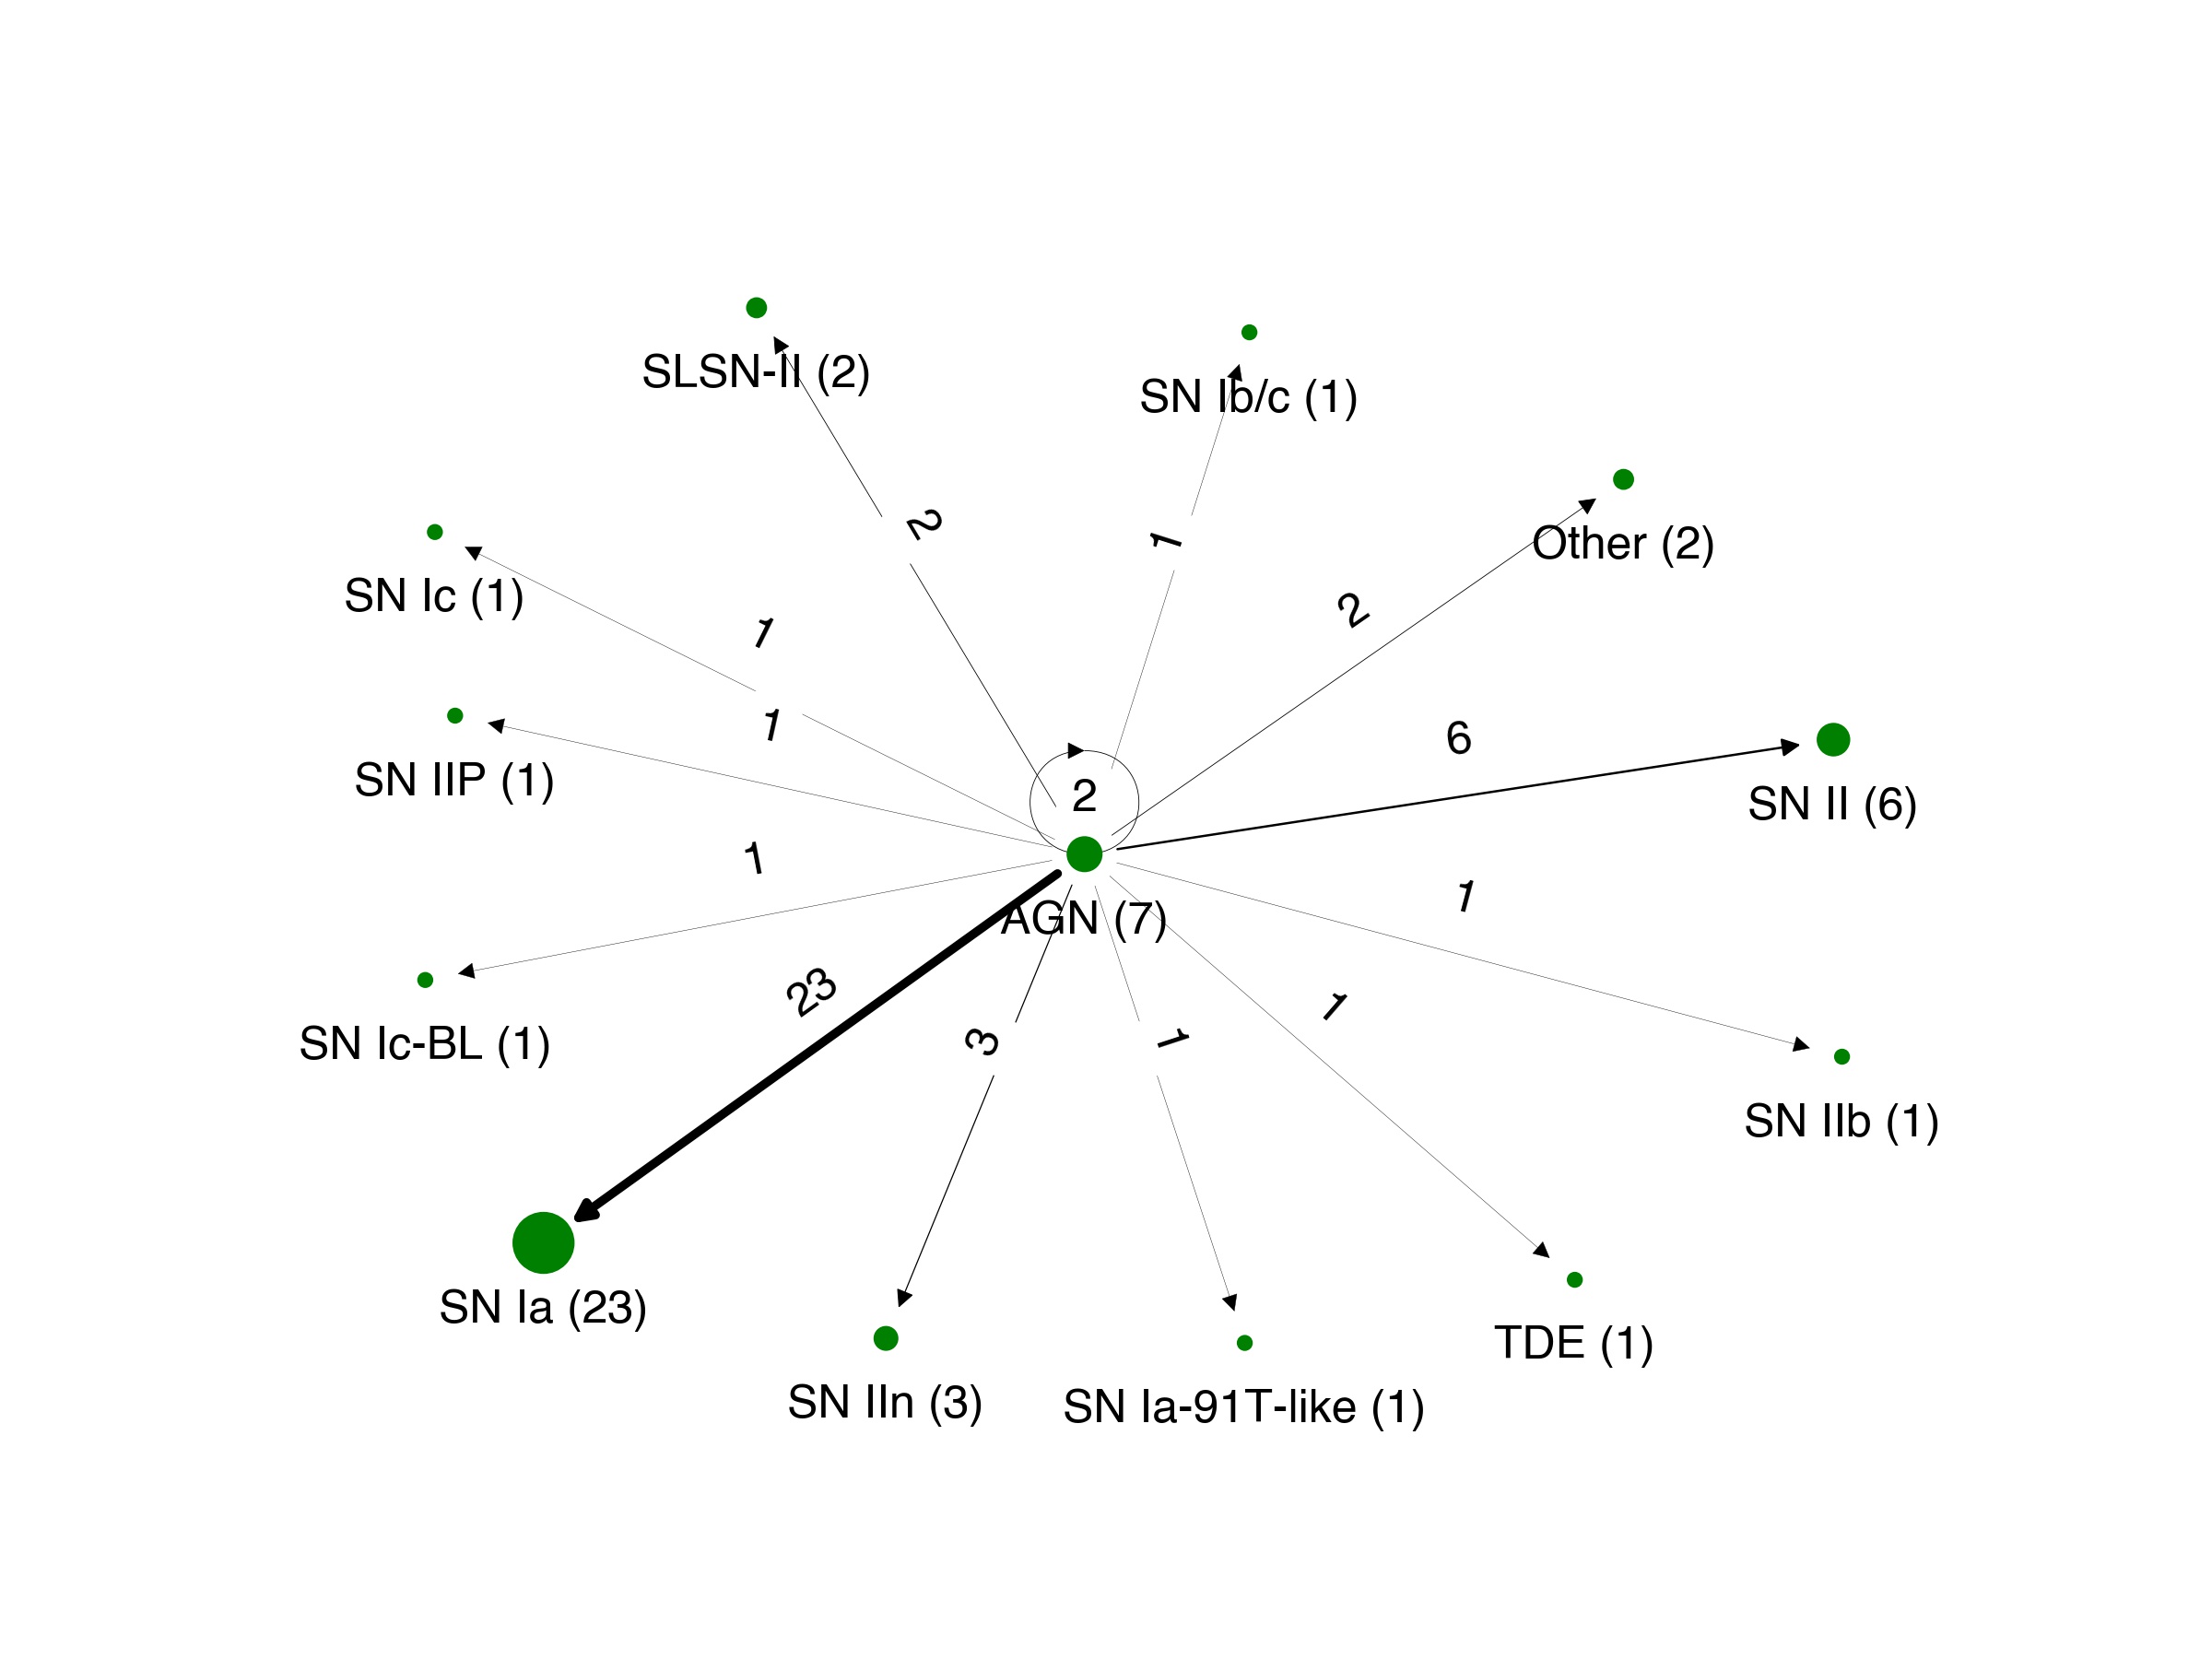 SLSN-II (2)
SN Ib/c (1)
2
1
Other (2)
SN Ic (1)
2
1
1
6
SN IIP (1)
2
SN II (6)
1
1
AGN (7)
23
1
SN Ic-BL (1)
3
1
SN IIb (1)
SN Ia (23)
TDE (1)
SN IIn (3)
SN Ia-91T-like (1)